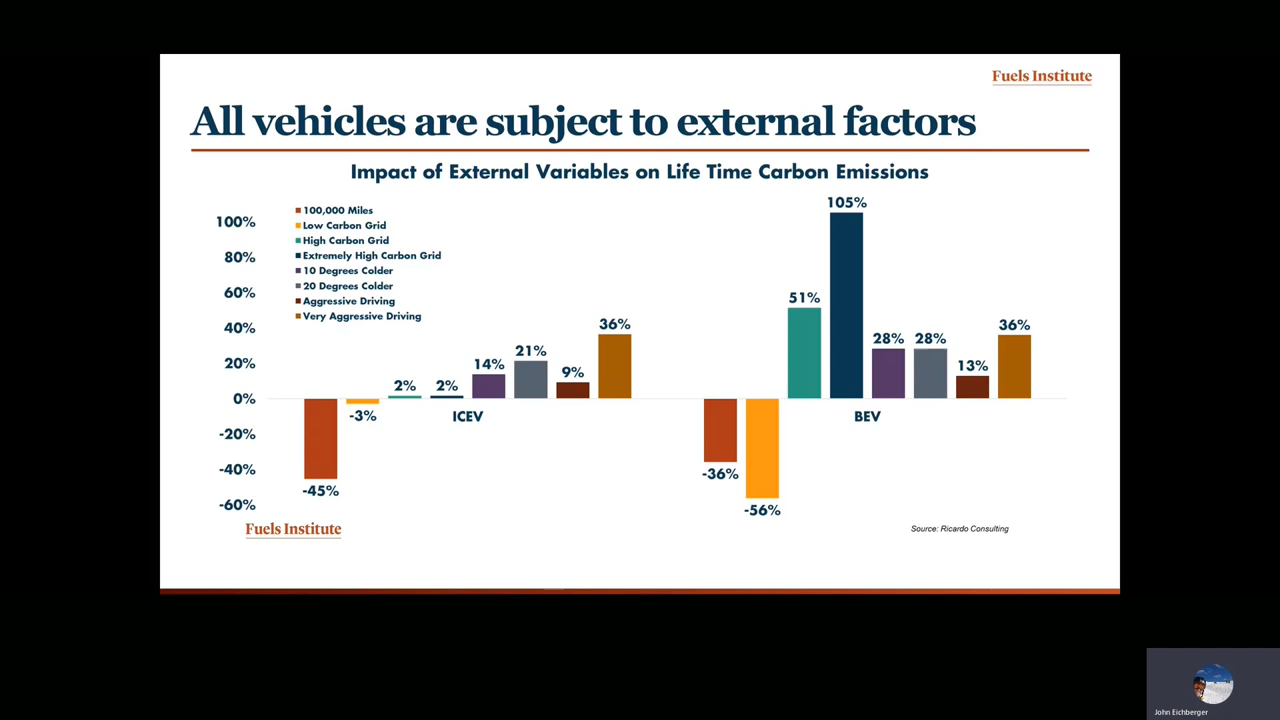 Fuels Institute
All vehicles are subject to external factors
Impact of External Variables on Life Time Carbon Emissions
100%
80%
60%
40%
20%
0%
-20%
-40%
-60%
100,000 Miles
Low Carbon Grid
High Carbon Grid
Extremely High Carbon Grid
10 Degrees Colder
20 Degrees Colder
Aggressive Driving
Very Aggressive Driving
-45%
-3%
2%
2%
14%
21%
9%
36%
ICEV
-36%
-56%
51%
105%
28%
28%
13%
36%
BEV
Fuels Institute
Source: Ricardo Consulting
John Eichberger